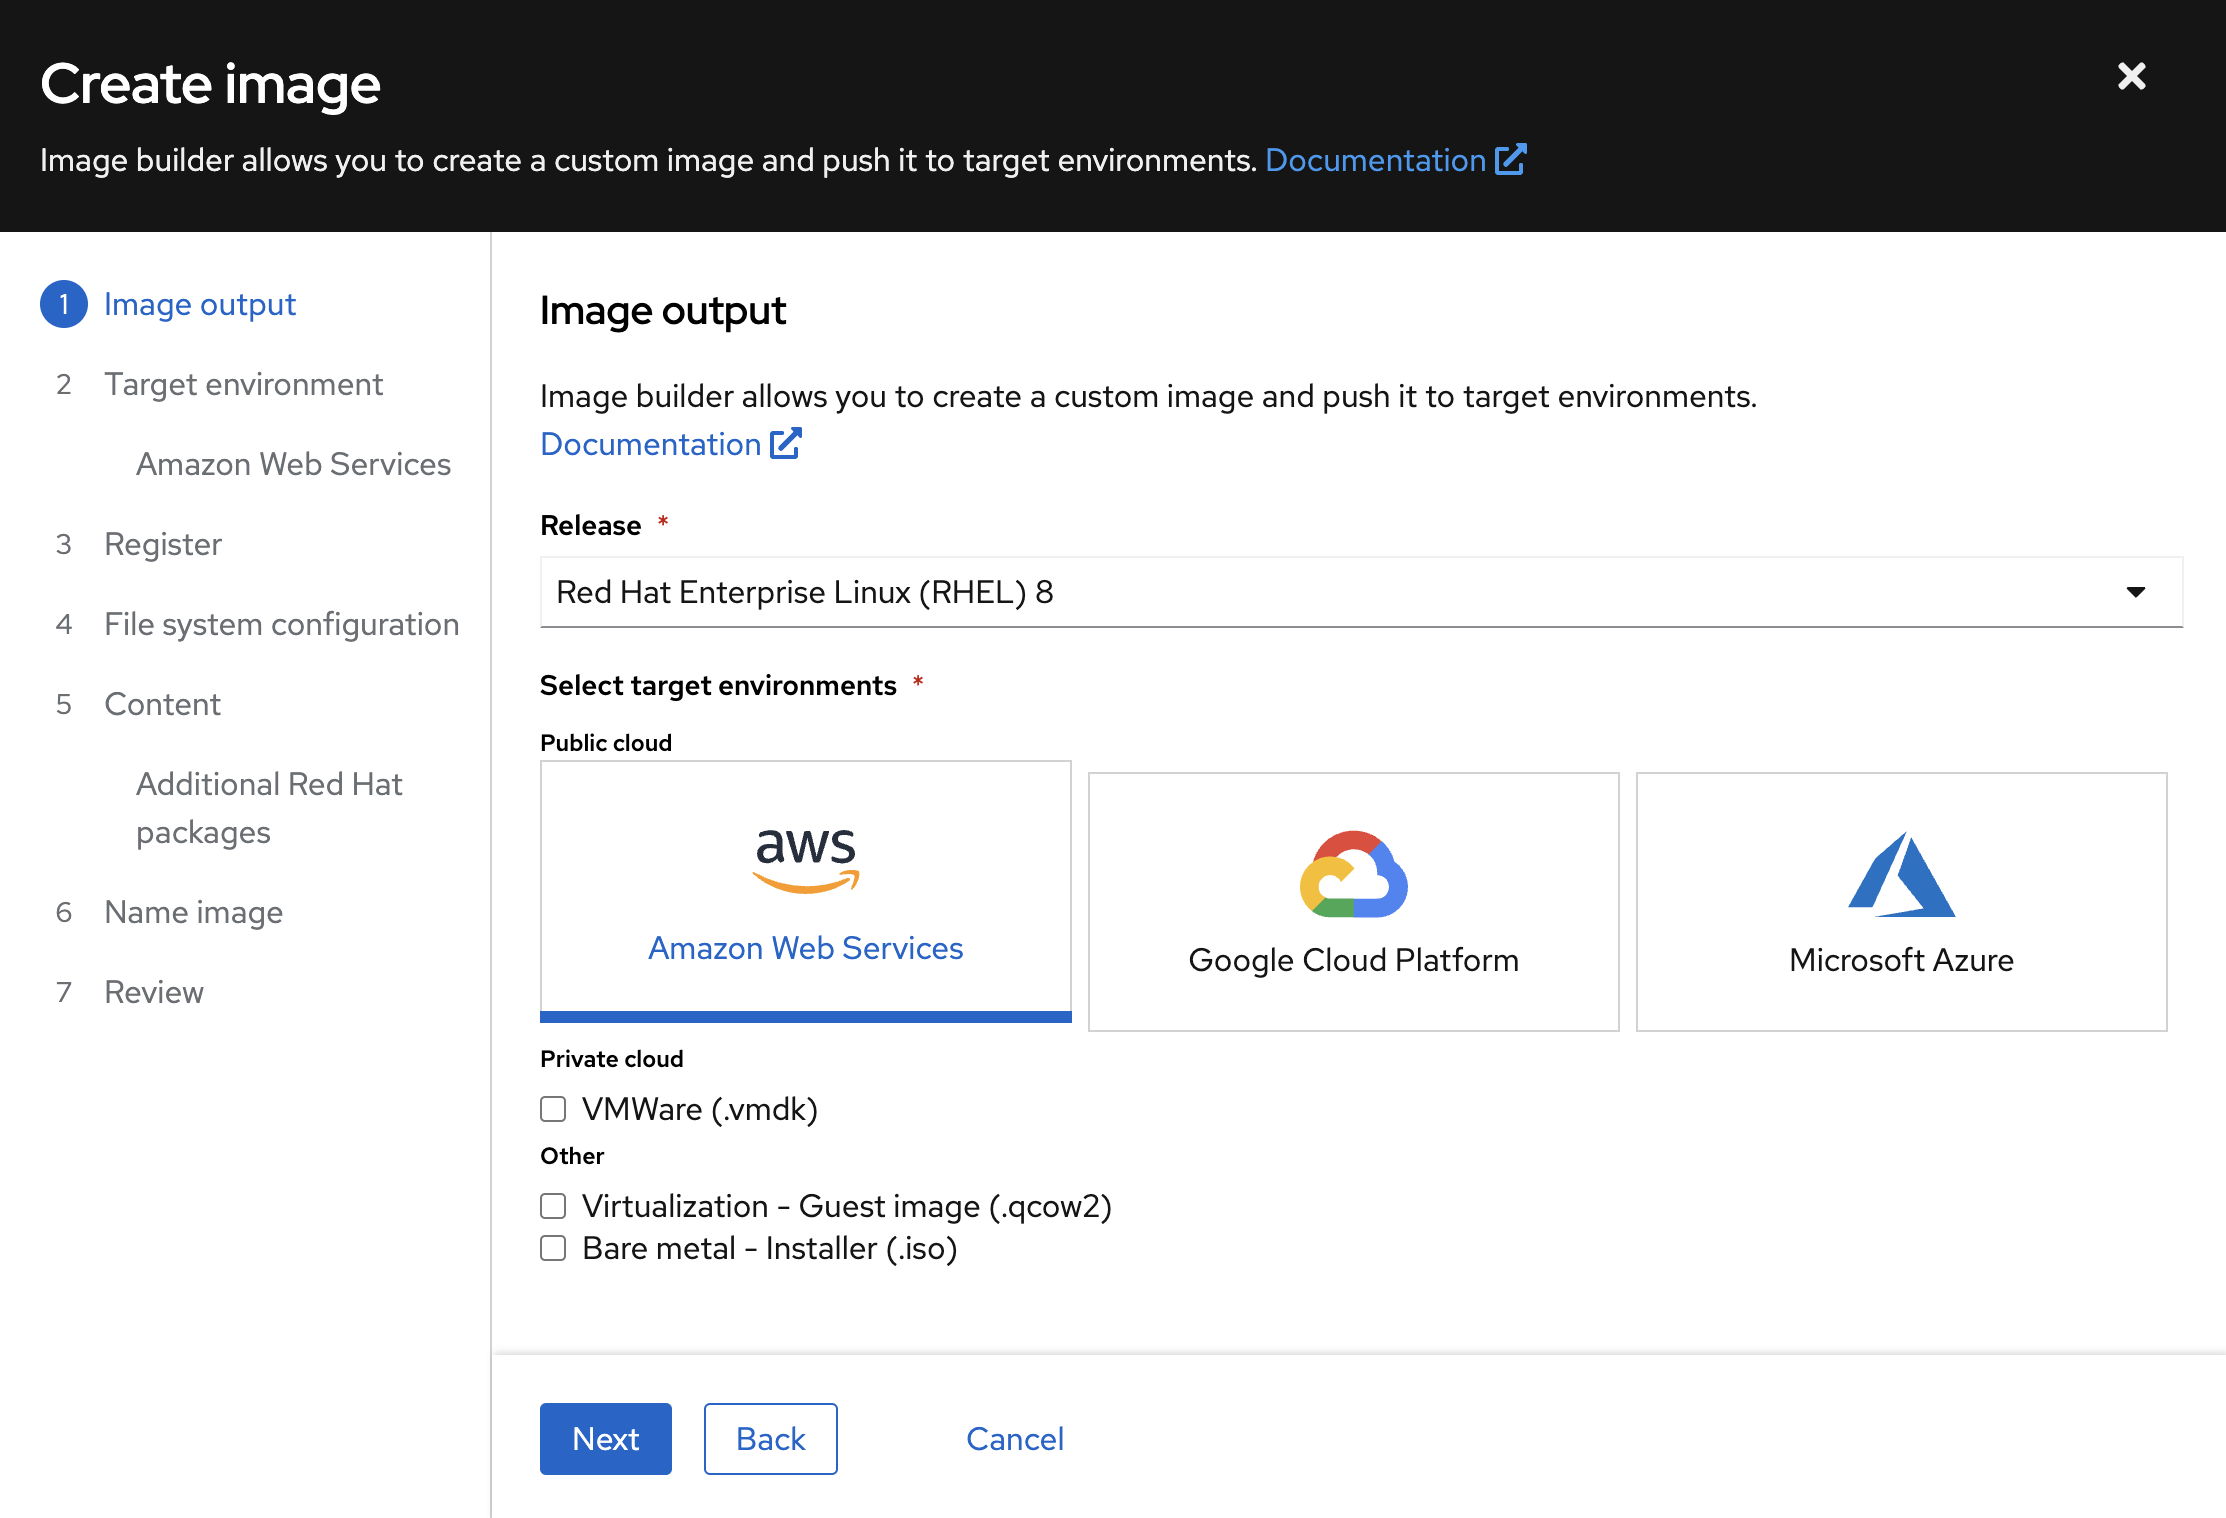 Create image
Image builder allows you to create a custom image and push it to target environments. Documentation
1 Image output
2 Target environment
Amazon Web Services
3 Register
4 File system configuration
5 Content
Additional Red Hat
packages
6 Name image
7 Review
Image output
Image builder allows you to create a custom image and push it to target environments.
Documentation
Release *
Red Hat Enterprise Linux (RHEL) 8
Select target environments *
Public cloud
aws
Amazon Web Services
Google Cloud Platform
Microsoft Azure
Private cloud
VMWare (.vmdk)
Other
Virtualization - Guest image (.qcow2)
Bare metal - Installer (.iso)
Next Back Cancel